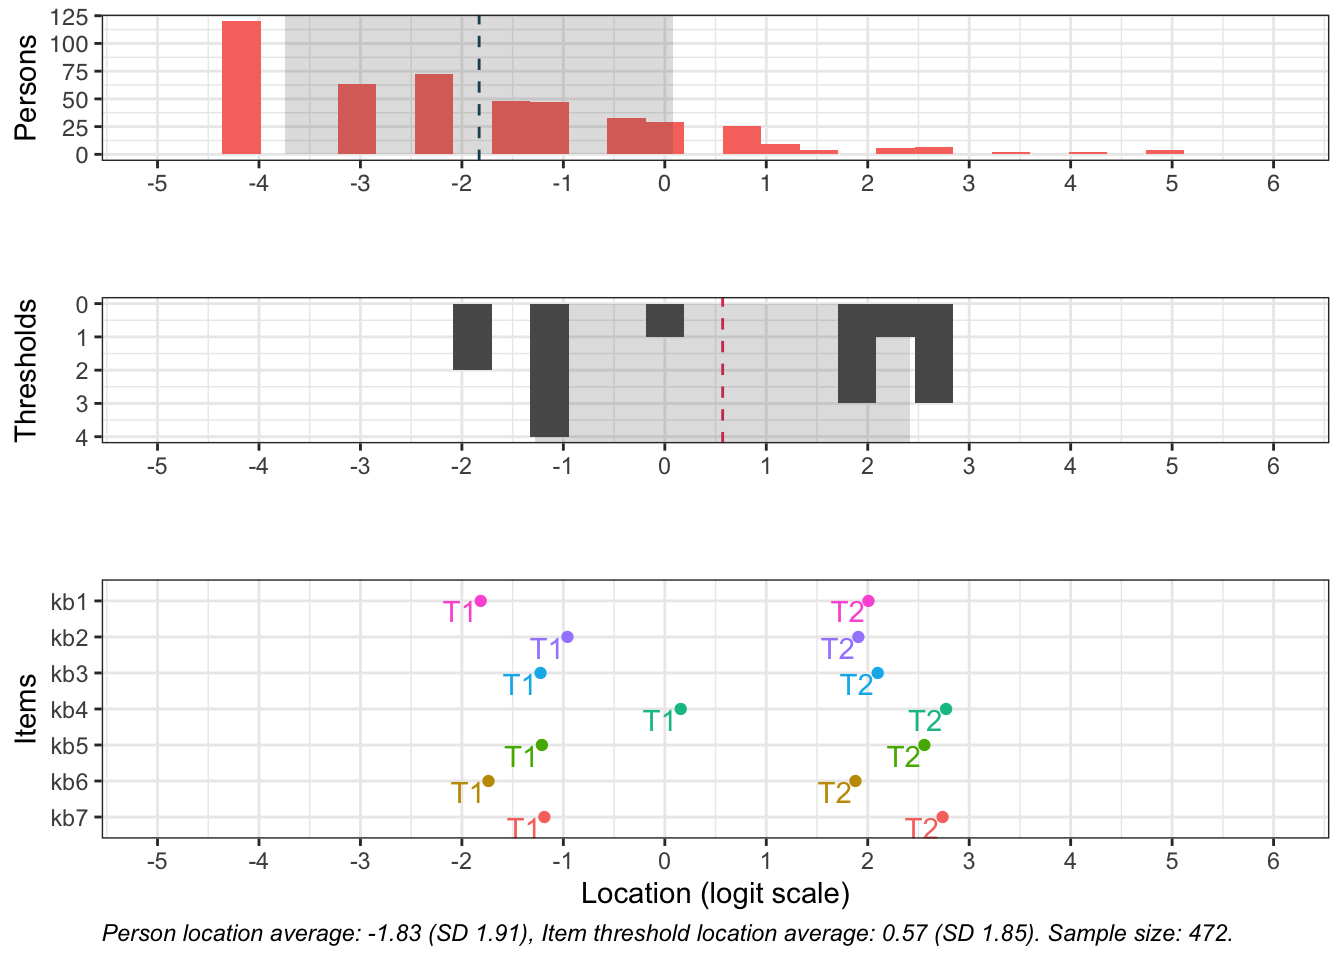 Persons
125
100
75
50
25
0
-5 -4 -3 -2 -1 0 1 2 3 4 5 6
Thresholds
0
1
2
3
4
-5 -4 -3 -2 -1 0 1 2 3 4 5 6
Items
kb1 T1 T2
kb2 T1 T2
kb3 T1 T2
kb4 T1 T2
kb5 T1 T2
kb6 T1 T2
kb7 T1 T2
-5 -4 -3 -2 -1 0 1 2 3 4 5 6
Location (logit scale)
Person location average: -1.83 (SD 1.91), Item threshold location average: 0.57 (SD 1.85). Sample size: 472.